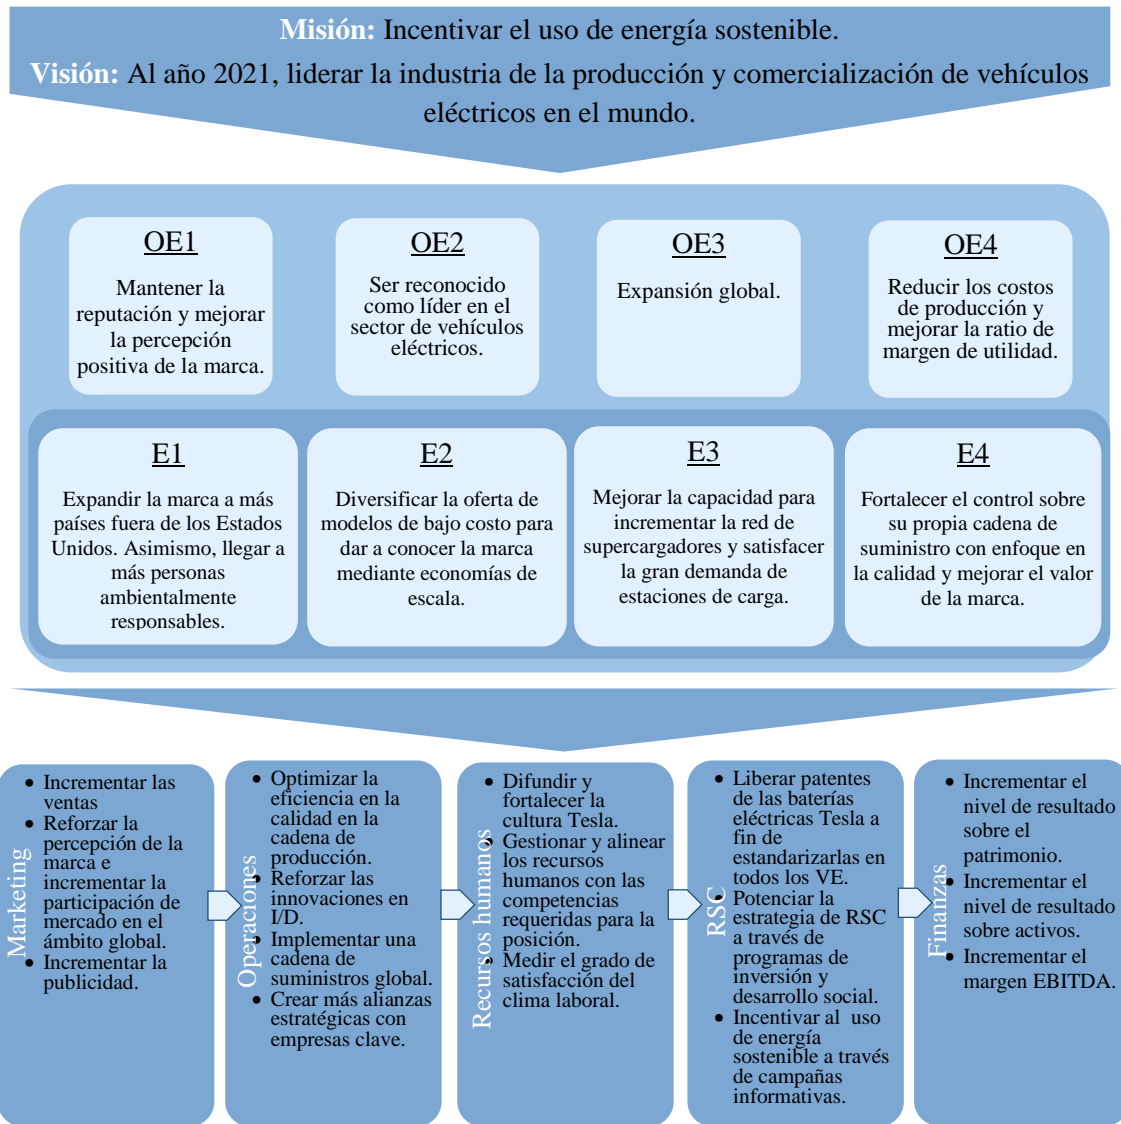 Misión: Incentivar el uso de energía sostenible.
Visión: Al año 2021, liderar la industria de la producción y comercialización de vehículos
eléctricos en el mundo.
OE1
Mantener la
reputación y mejorar
la percepción
positiva de la marca.
OE2
Ser reconocido
como líder en el
sector de vehículos
eléctricos.
OE3
Expansión global.
OE4
Reducir los costos
de producción y
mejorar la ratio de
margen de utilidad.
E1
Expandir la marca a más
países fuera de los Estados
Unidos. Asimismo, llegar a
más personas
ambientalmente
responsables.
E2
Diversificar la oferta de
modelos de bajo costo para
dar a conocer la marca
mediante economías de
escala.
E3
Mejorar la capacidad para
incrementar la red de
supercargadores y satisfacer
la gran demanda de
estaciones de carga.
E4
Fortalecer el control sobre
su propia cadena de
suministro con enfoque en
la calidad y mejorar el valor
de la marca.
Marketing
• Incrementar las
ventas
• Reforzar la
percepción de la
marca e
incrementar la
participación de
mercado en el
ámbito global.
• Incrementar la
publicidad.
Operaciones
• Optimizar la
eficiencia en la
calidad en la
cadena de
producción.
• Reforzar las
innovaciones en
I/D.
• Implementar una
cadena de
suministros global.
• Crear más alianzas
estratégicas con
empresas clave.
Recursos humanos
• Difundir y
fortalecer la
cultura Tesla.
• Gestionar y alinear
los recursos
humanos con las
competencias
requeridas para la
posición.
• Medir el grado de
satisfacción del
clima laboral.
RSC
• Liberar patentes
de las baterías
eléctricas Tesla a
fin de
estandarizarlas en
todos los VE.
• Potenciar la
estrategia de RSC
a través de
programas de
inversión y
desarrollo social.
• Incentivar al uso
de energía
sostenible a través
de campañas
informativas.
Finanzas
• Incrementar el
nivel de resultado
sobre el
patrimonio.
• Incrementar el
nivel de resultado
sobre activos.
• Incrementar el
margen EBITDA.